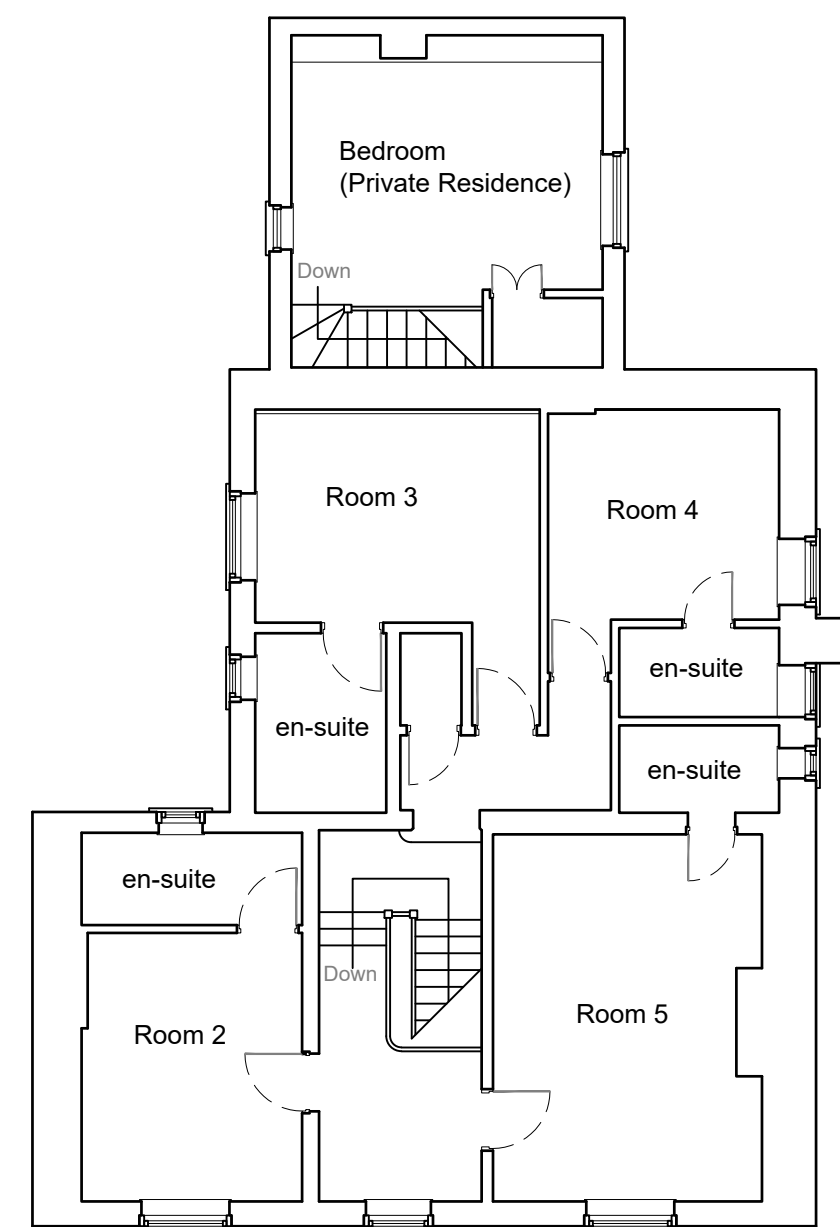 Bedroom
(Private Residence)
Down
Room 3
Room 4
en-suite
en-suite
en-suite
en-suite
Down
Room 5
Room 2